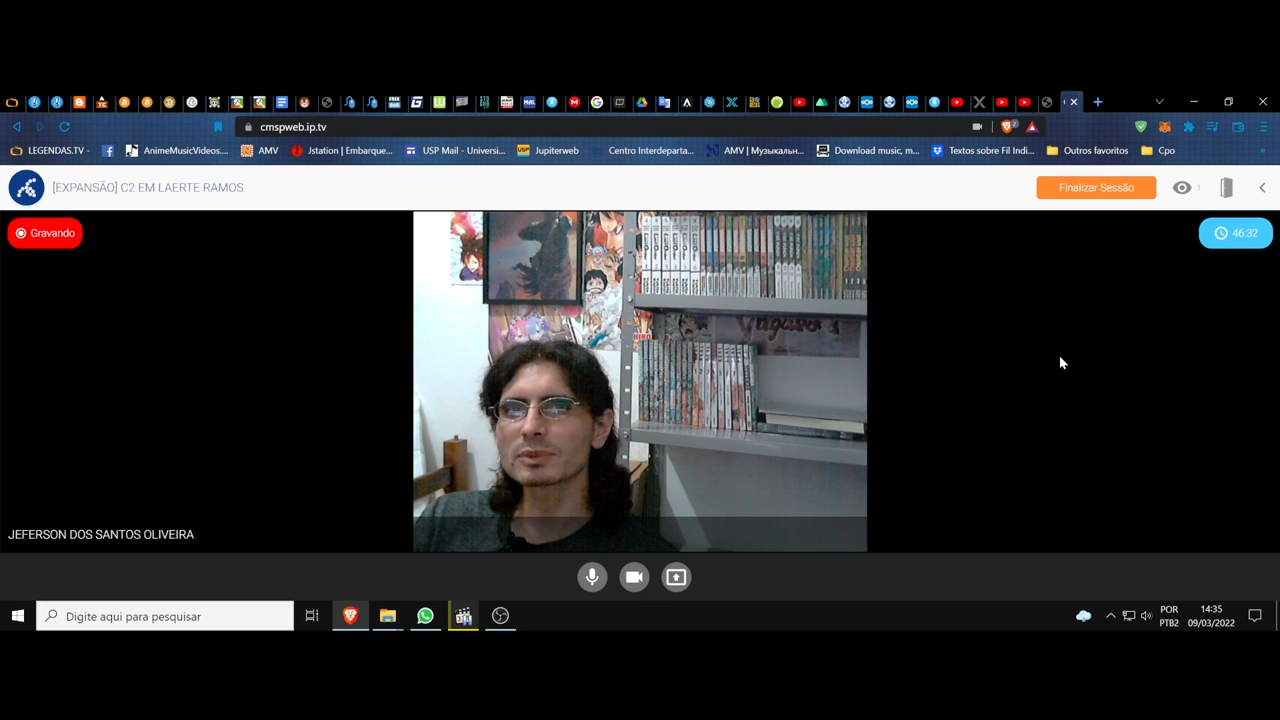 cmspweb.ip.tv
2
LEGENDAS.TV -
AnimeMusicVideos...
AMV
Jstation | Embarque...
USP Mail - Universi...
Jupiterweb
Centro Interdeparta...
AMV | Музыкальн...
Download music, m...
Textos sobre Fil Indi...
Outros favoritos
Cpo
[EXPANSÃO] C2 EM LAERTE RAMOS
Finalizar Sessão
1
Gravando
46:32
JEFERSON DOS SANTOS OLIVEIRA
Digite aqui para pesquisar
POR
PTB2
14:35
09/03/2022